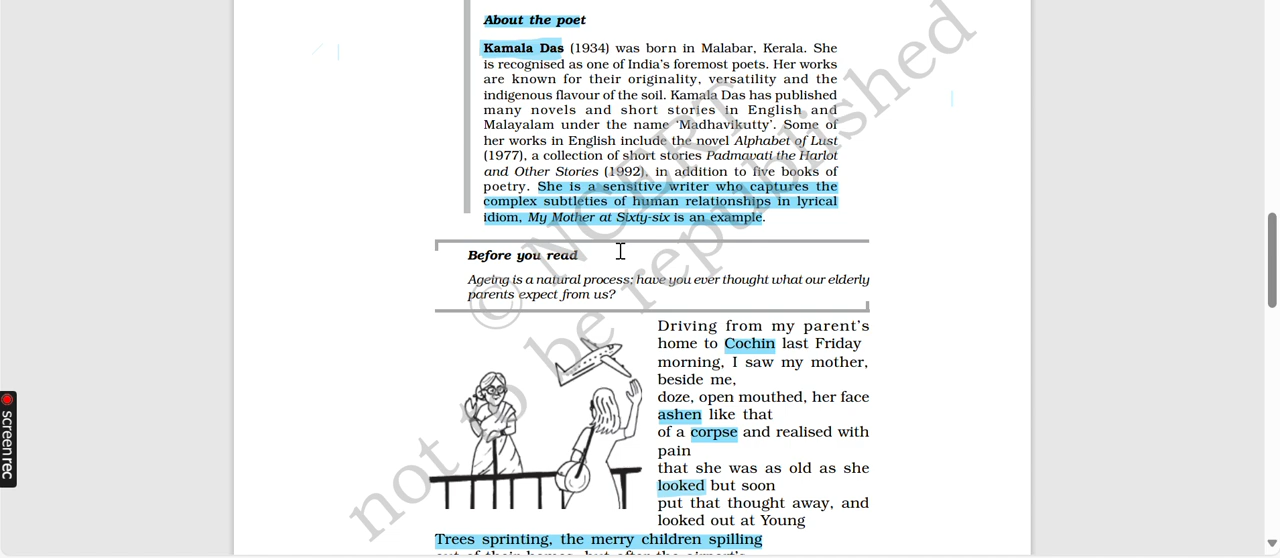 About the poet
Kamala Das (1934) was born in Malabar, Kerala. She
is recognised as one of India's foremost poets. Her works
are known for their originality, versatility and the
indigenous flavour of the soil. Kamala Das has published
many novels and short stories in English and
Malayalam under the name 'Madhavikutty'. Some of
her works in English include the novel Alphabet of Lust
(1977), a collection of short stories Padmavati the Harlot
and Other Stories (1992), in addition to five books of
poetry. She is a sensitive writer who captures the
complex subtleties of human relationships in lyrical
idiom, My Mother at Sixty-six is an example.
Before you read
Ageing is a natural process; have you ever thought what our elderly
parents expect from us?
Driving from my parent's
home to Cochin last Friday
morning, I saw my mother,
beside me,
doze, open mouthed, her face
ashen like that
of a corpse and realised with
pain
that she was as old as she
looked but soon
put that thought away, and
looked out at Young
Trees sprinting, the merry children spilling
out of their homes, but after the airport's
© NCERT
not to be republished
screen rec